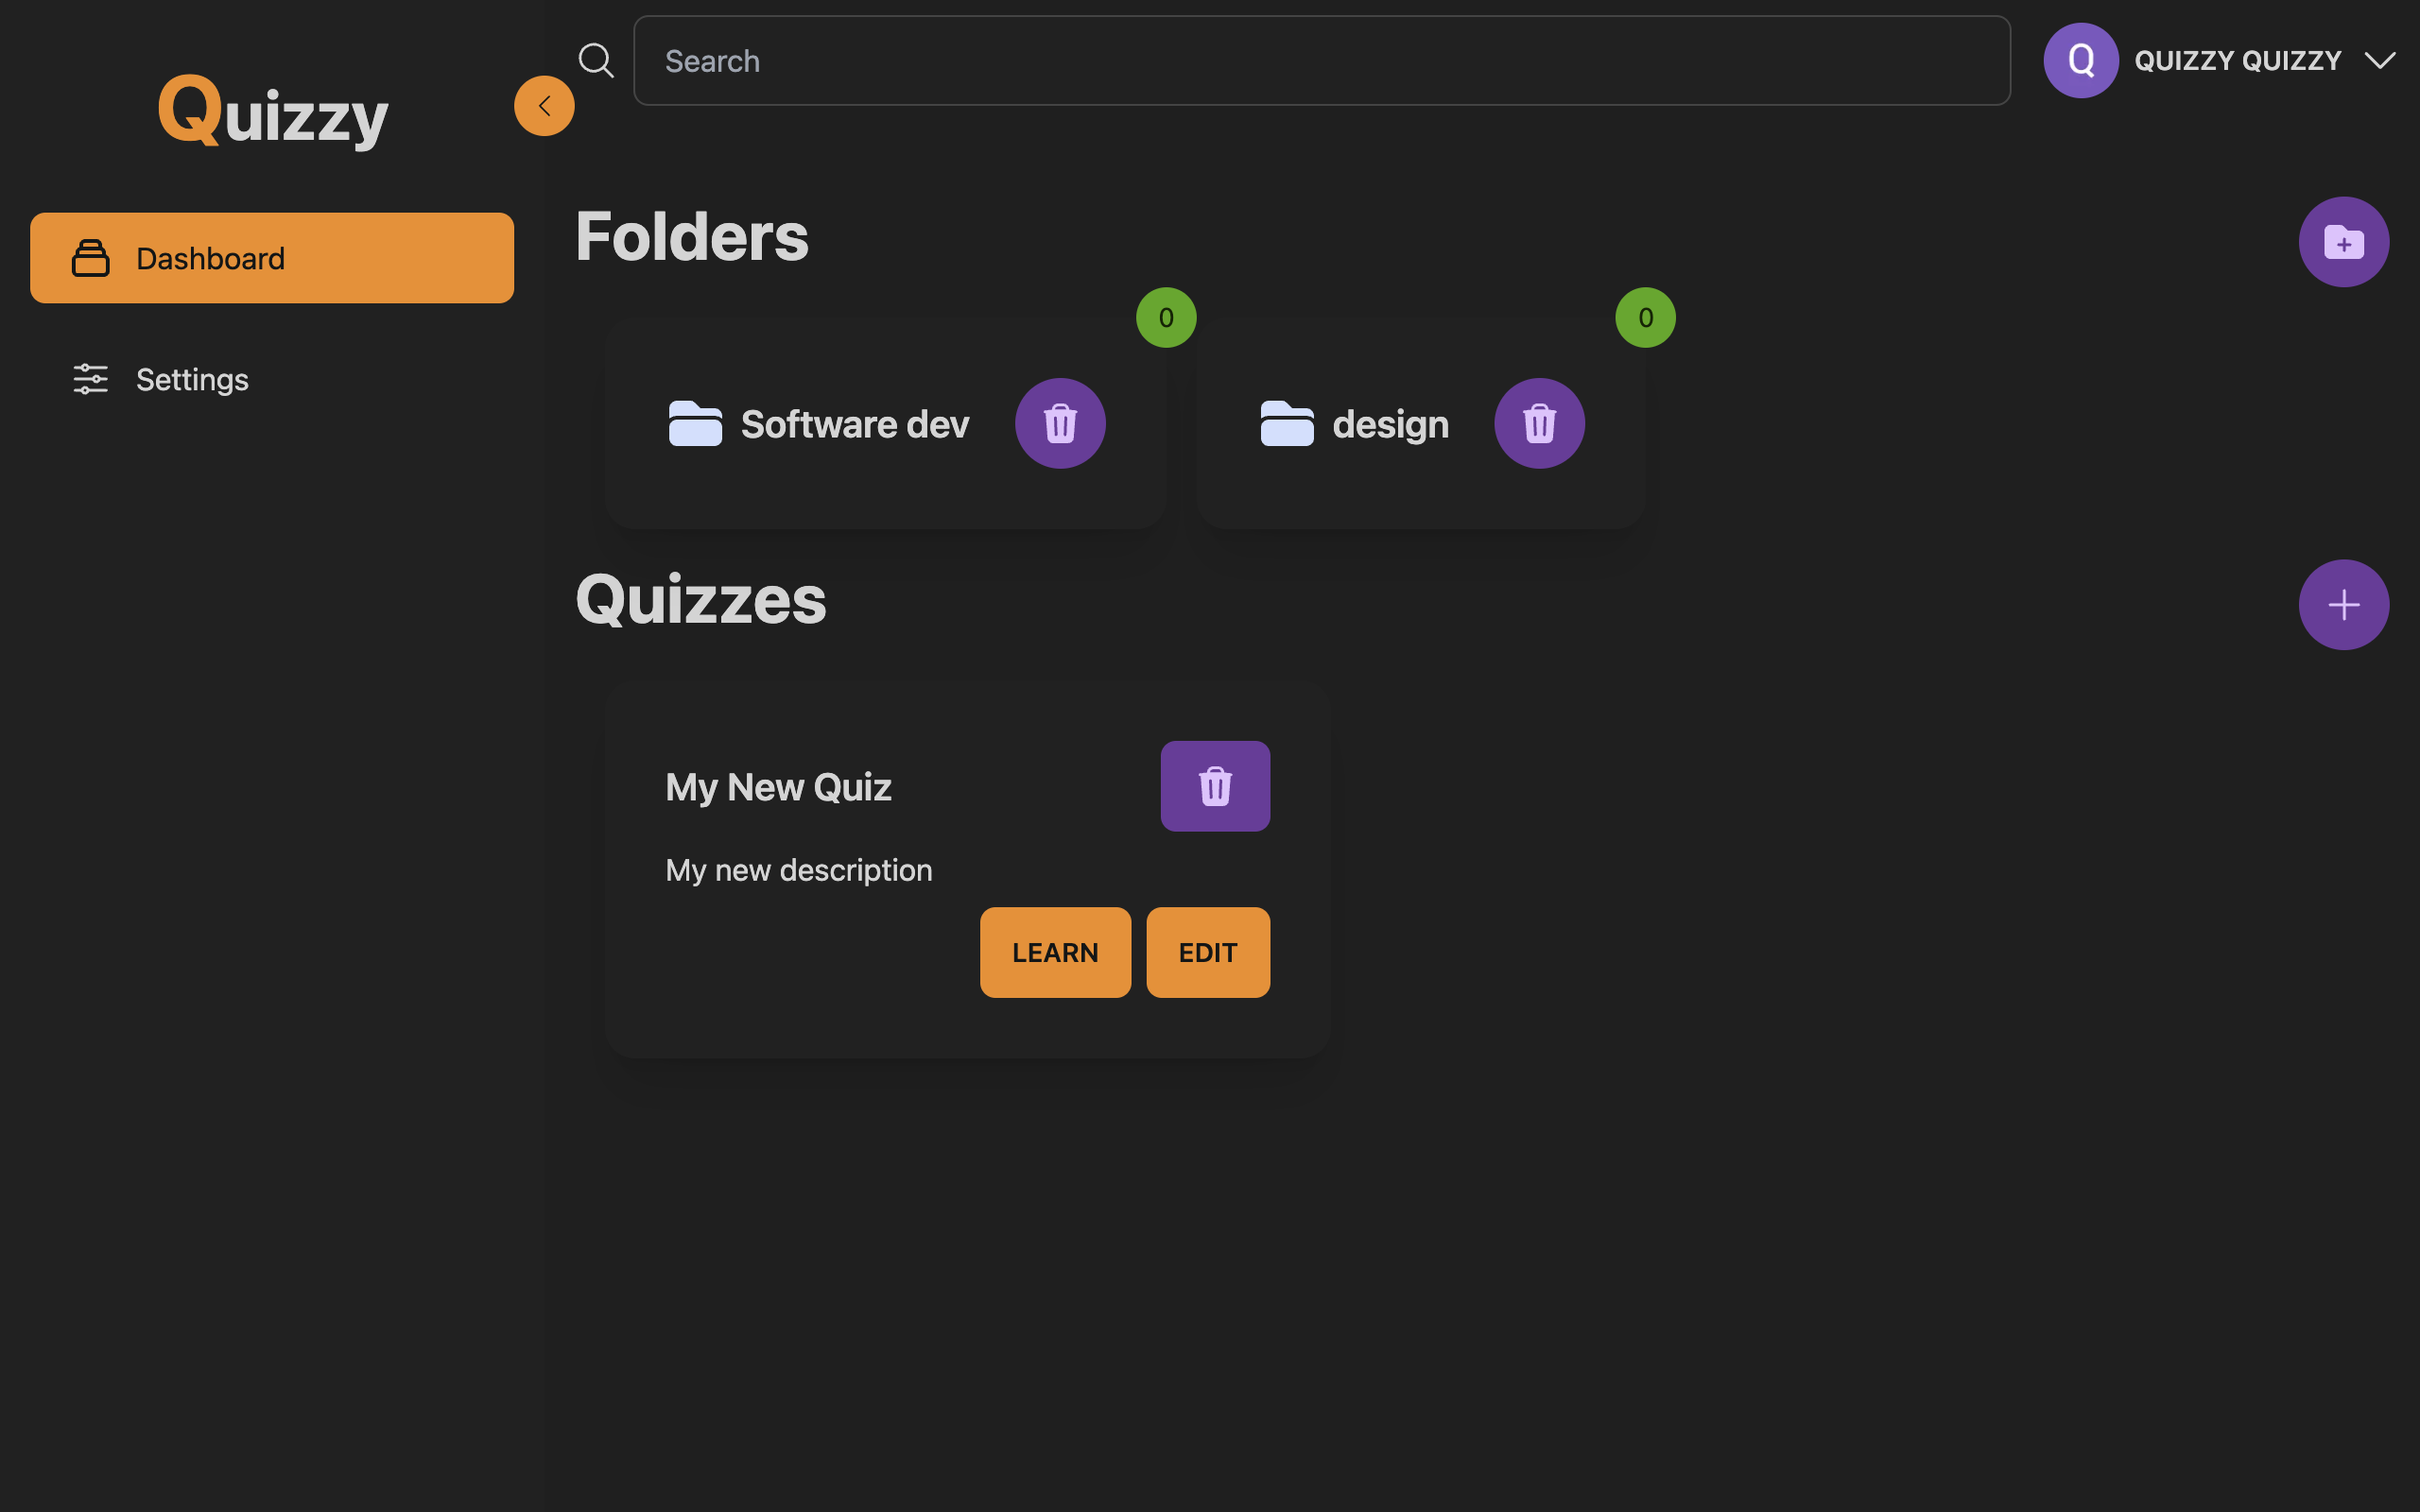 Quizzy
Search
Q
QUIZZY QUIZZY
Dashboard
Settings
Folders
0
0
Software dev
design
Quizzes
My New Quiz
My new description
LEARN
EDIT